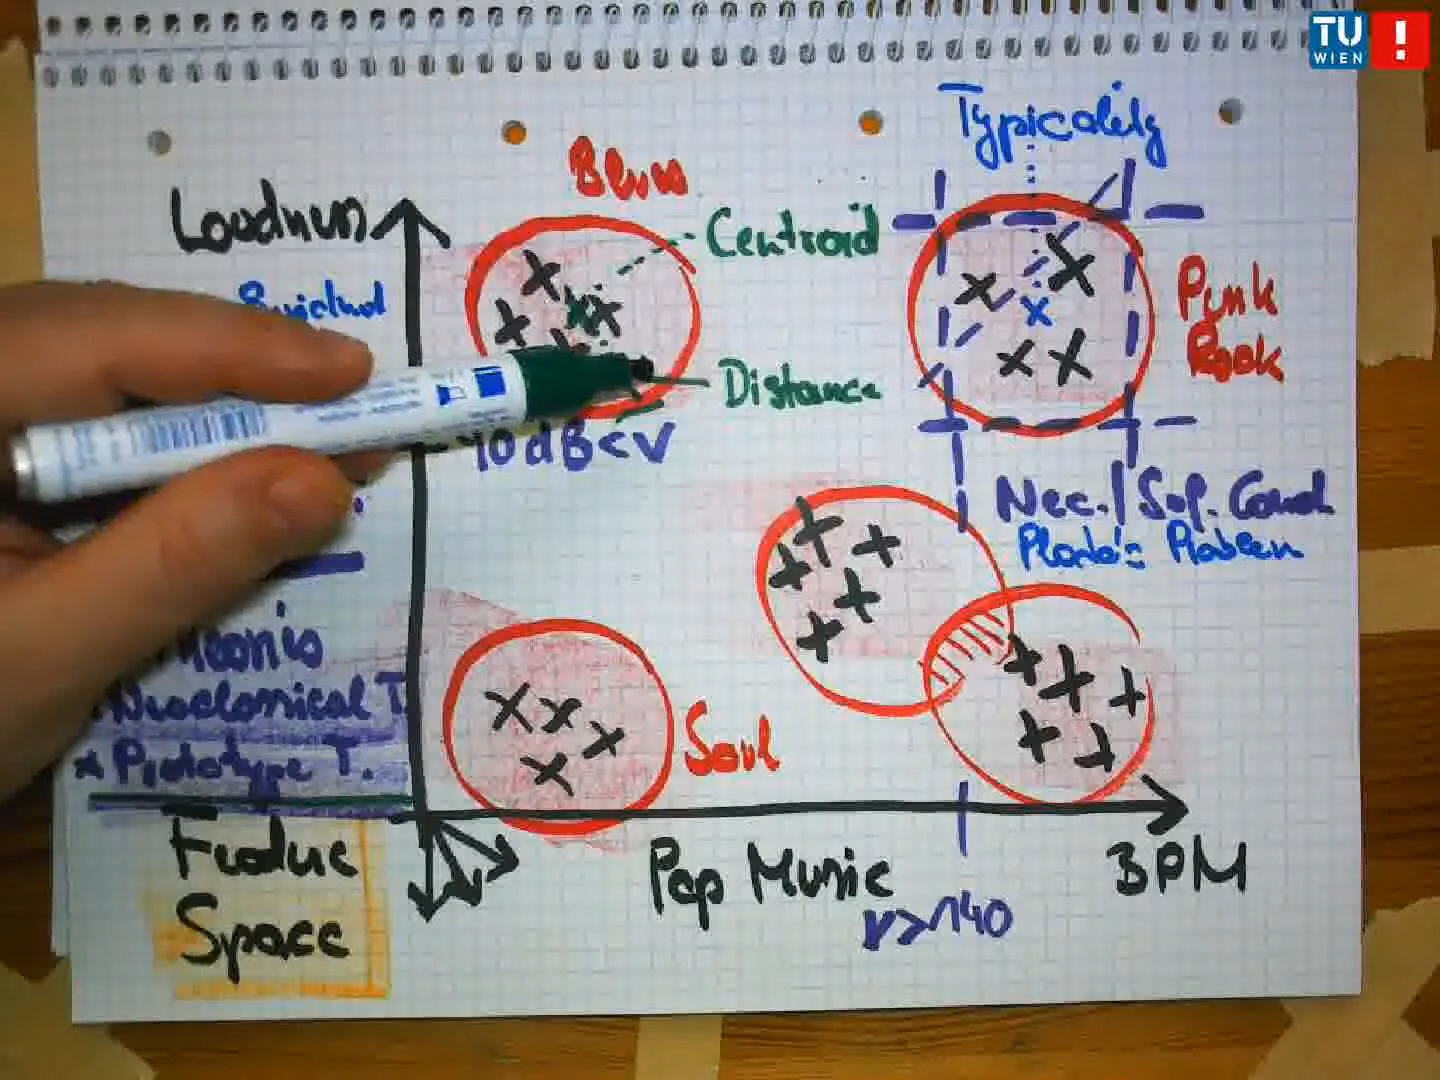 TU
WIEN
!
Typicality
Blues
Loudness
Centroid
Punk
Rock
Distance
-10dB<V
Nec./Suf. Cond
Plato's Problem
Neoclassical T.
* Prototype T.
Soul
Feature
Space
Pop Music
BPM
V>140